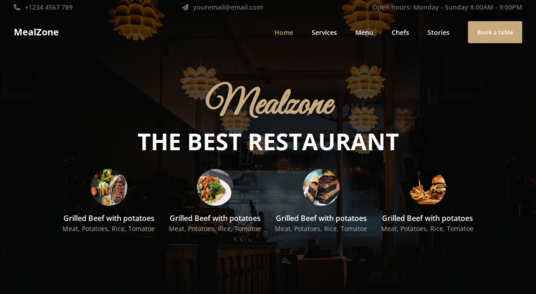 +1234 4567 789
youremail@email.com
Open hours: Monday - Sunday 8:00AM - 9:00PM
MealZone
Home
Services
Menu
Chefs
Stories
Book a table
Mealzone
THE BEST RESTAURANT
Grilled Beef with potatoes
Meat, Potatoes, Rice, Tomatoe
Grilled Beef with potatoes
Meat, Potatoes, Rice, Tomatoe
Grilled Beef with potatoes
Meat, Potatoes, Rice, Tomatoe
Grilled Beef with potatoes
Meat, Potatoes, Rice, Tomatoe